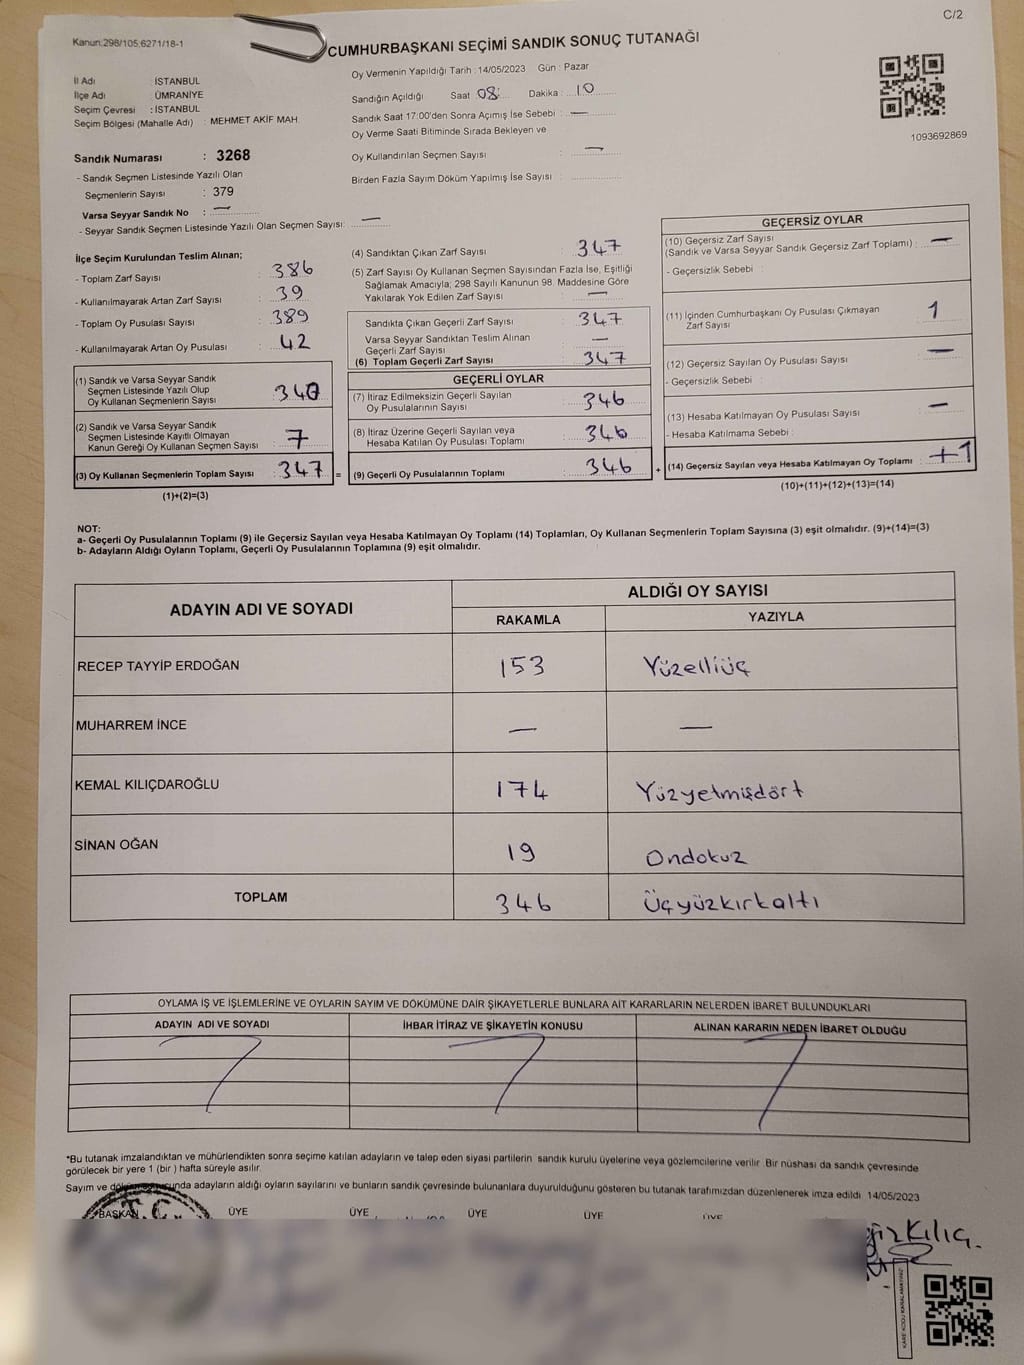 C/2
Kanun:298/105;6271/18-1
CUMHURBAŞKANI SEÇİMİ SANDIK SONUÇ TUTANAĞI
İl Adı : İSTANBUL
İlçe Adı : ÜMRANİYE
Seçim Çevresi : İSTANBUL
Seçim Bölgesi (Mahalle Adı) : MEHMET AKİF MAH.
Sandık Numarası : 3268
- Sandık Seçmen Listesinde Yazılı Olan
Seçmenlerin Sayısı : 379
Varsa Seyyar Sandık No : —
- Seyyar Sandık Seçmen Listesinde Yazılı Olan Seçmen Sayısı: —
Oy Vermenin Yapıldığı Tarih : 14/05/2023 Gün : Pazar
Sandığın Açıldığı Saat 08: Dakika : 10
Sandık Saat 17:00'den Sonra Açımış İse Sebebi : —
Oy Verme Saati Bitiminde Sırada Bekleyen ve
Oy Kullandırılan Seçmen Sayısı : —
Birden Fazla Sayım Döküm Yapılmış İse Sayısı :
1093692869
İlçe Seçim Kurulundan Teslim Alınan;
- Toplam Zarf Sayısı : 386
- Kullanılmayarak Artan Zarf Sayısı : 39
- Toplam Oy Pusulası Sayısı : 389
- Kullanılmayarak Artan Oy Pusulası : 42
(1) Sandık ve Varsa Seyyar Sandık
Seçmen Listesinde Yazılı Olup
Oy Kullanan Seçmenlerin Sayısı : 340
(2) Sandık ve Varsa Seyyar Sandık
Seçmen Listesinde Kayıtlı Olmayan
Kanun Gereği Oy Kullanan Seçmen Sayısı : 7
(3) Oy Kullanan Seçmenlerin Toplam Sayısı : 347 =
(1)+(2)=(3)
(4) Sandıktan Çıkan Zarf Sayısı : 347
(5) Zarf Sayısı Oy Kullanan Seçmen Sayısından Fazla İse, Eşitliği
Sağlamak Amacıyla; 298 Sayılı Kanunun 98. Maddesine Göre
Yakılarak Yok Edilen Zarf Sayısı : —
Sandıkta Çıkan Geçerli Zarf Sayısı : 347
Varsa Seyyar Sandıktan Teslim Alınan
Geçerli Zarf Sayısı : —
(6) Toplam Geçerli Zarf Sayısı : 347
GEÇERLİ OYLAR
(7) İtiraz Edilmeksizin Geçerli Sayılan
Oy Pusulalarının Sayısı : 346
(8) İtiraz Üzerine Geçerli Sayılan veya
Hesaba Katılan Oy Pusulası Toplamı : 346
(9) Geçerli Oy Pusulalarının Toplamı : 346 +
GEÇERSİZ OYLAR
(10) Geçersiz Zarf Sayısı
(Sandık ve Varsa Seyyar Sandık Geçersiz Zarf Toplamı) : —
- Geçersizlik Sebebi :
(11) İçinden Cumhurbaşkanı Oy Pusulası Çıkmayan
Zarf Sayısı : 1
(12) Geçersiz Sayılan Oy Pusulası Sayısı : —
- Geçersizlik Sebebi :
(13) Hesaba Katılmayan Oy Pusulası Sayısı : —
- Hesaba Katılmama Sebebi :
(14) Geçersiz Sayılan veya Hesaba Katılmayan Oy Toplamı : +1
(10)+(11)+(12)+(13)=(14)
NOT:
a- Geçerli Oy Pusulalarının Toplamı (9) ile Geçersiz Sayılan veya Hesaba Katılmayan Oy Toplamı (14) Toplamları, Oy Kullanan Seçmenlerin Toplam Sayısına (3) eşit olmalıdır. (9)+(14)=(3)
b- Adayların Aldığı Oyların Toplamı, Geçerli Oy Pusulalarının Toplamına (9) eşit olmalıdır.
ADAYIN ADI VE SOYADI
ALDIĞI OY SAYISI
RAKAMLA YAZIYLA
RECEP TAYYİP ERDOĞAN 153 Yüzelliüç
MUHARREM İNCE — —
KEMAL KILIÇDAROĞLU 174 Yüzyetmişdört
SİNAN OĞAN 19 Ondokuz
TOPLAM 346 Üçyüzkırkaltı
OYLAMA İŞ VE İŞLEMLERİNE VE OYLARIN SAYIM VE DÖKÜMÜNE DAİR ŞİKAYETLERLE BUNLARA AİT KARARLARIN NELERDEN İBARET BULUNDUKLARI
ADAYIN ADI VE SOYADI İHBAR İTİRAZ VE ŞİKAYETİN KONUSU ALINAN KARARIN NEDEN İBARET OLDUĞU
*Bu tutanak imzalandıktan ve mühürlendikten sonra seçime katılan adayların ve talep eden siyasi partilerin sandık kurulu üyelerine veya gözlemcilerine verilir. Bir nüshası da sandık çevresinde
görülecek bir yere 1 (bir ) hafta süreyle asılır.
Sayım ve adayların aldığı oyların sayılarını ve bunların sandık çevresinde bulunanlara duyurulduğunu gösteren bu tutanak tarafımızdan düzenlenerek imza edildi. 14/05/2023
BAŞKAN ÜYE ÜYE ÜYE ÜYE ÜYE
T.C.
Kılıç.